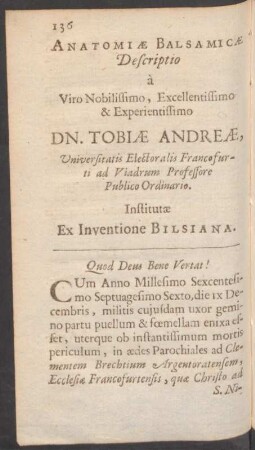 136
ANATOMIÆ BALSAMICÆ
Descriptio
à
Viro Nobilissimo, Excellentissimo
& Experientissimo
DN. TOBIÆ ANDREÆ,
Universitatis Electoralis Francofur-
ti ad Viadrum Professore
Publico Ordinario.
Institutæ
Ex Inventione BILSIANA.
Quod Deus Bene Vertat!
CUm Anno Millesimo Sexcentesi-
mo Septuagesimo Sexto, die IX De-
cembris, militis cujusdam uxor gemi-
no partu puellum & fœmellam enixa es-
set, uterque ob instantissimum mortis
periculum, in ædes Parochiales ad Cle-
mentem Brechtium Argentoratensem,
Ecclesiæ Francofurtensis, quæ Christo ad
S. Ni-